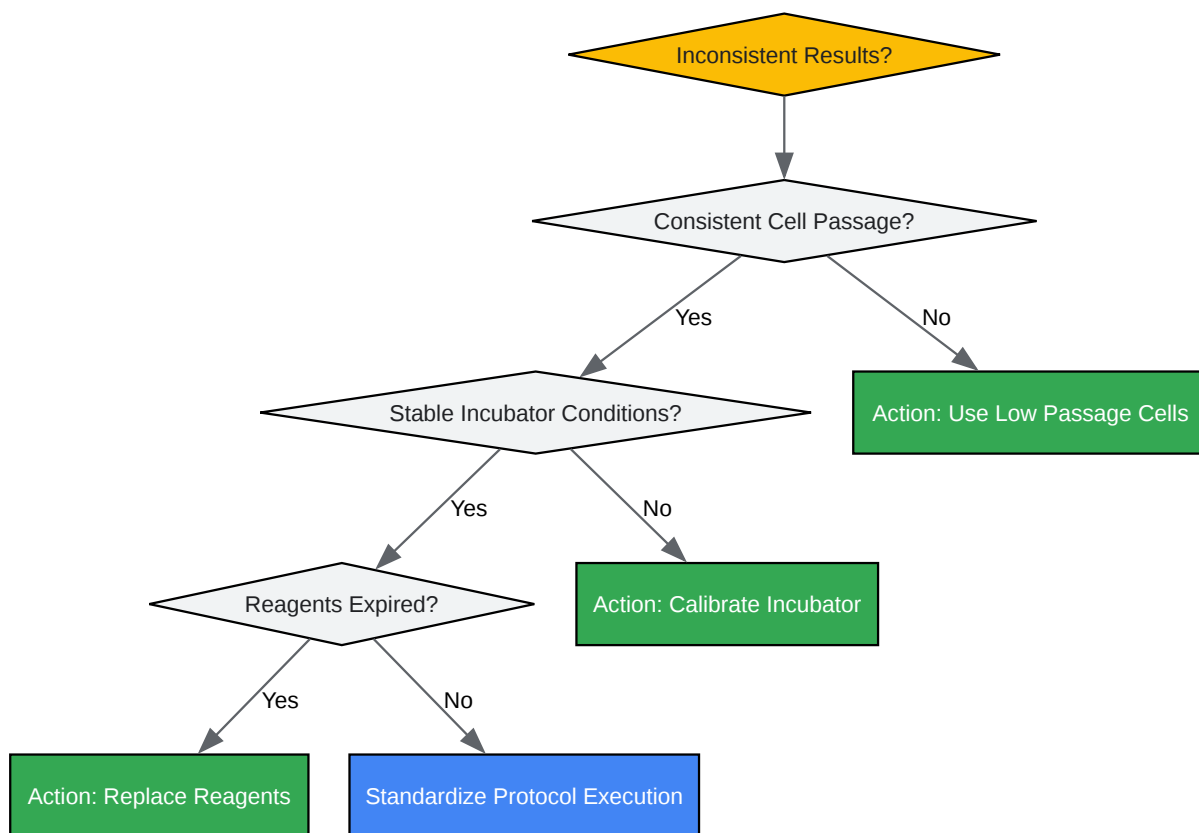 Inconsistent Results?
Consistent Cell Passage?
Yes
No
Stable Incubator Conditions?
Action: Use Low Passage Cells
Yes
No
Reagents Expired?
Action: Calibrate Incubator
Yes
No
Action: Replace Reagents
Standardize Protocol Execution